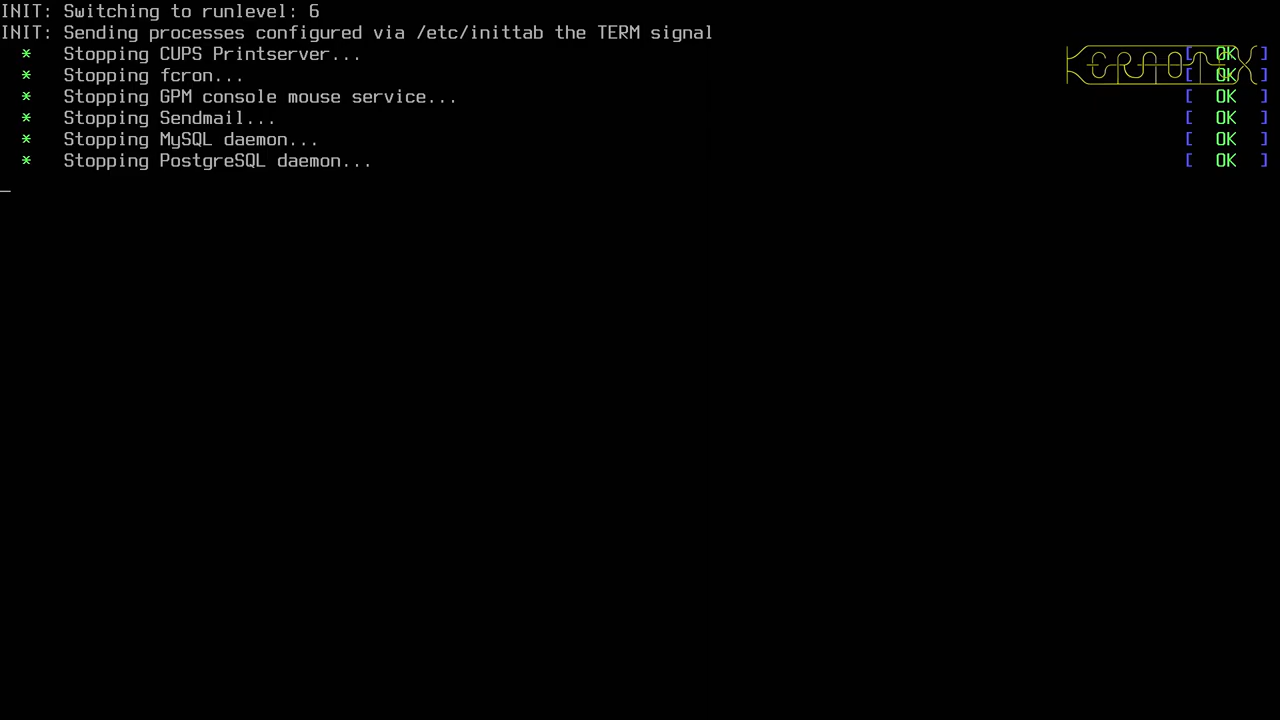 INIT: Switching to runlevel: 6
INIT: Sending processes configured via /etc/inittab the TERM signal
* Stopping CUPS Printserver... [ OK ]
* Stopping fcron... [ OK ]
* Stopping GPM console mouse service... [ OK ]
* Stopping Sendmail... [ OK ]
* Stopping MySQL daemon... [ OK ]
* Stopping PostgreSQL daemon... [ OK ]
_